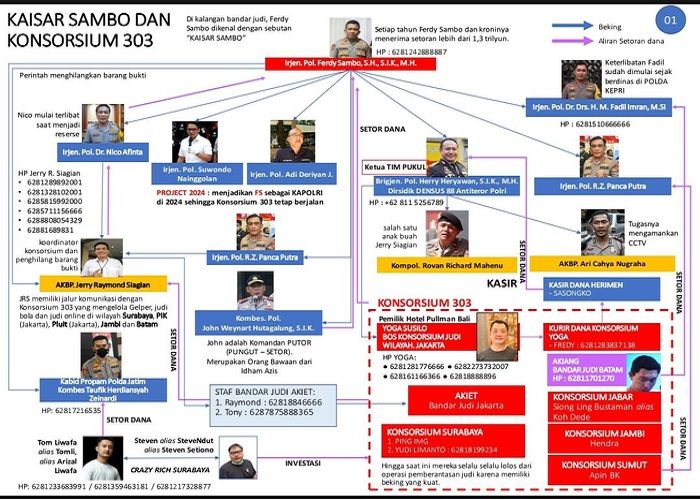 KAISAR SAMBO DAN
KONSORSIUM 303
Di kalangan bandar judi, Ferdy
Sambo dikenal dengan sebutan
"KAISAR SAMBO"
Setiap tahun Ferdy Sambo dan kroninya
menerima setoran lebih dari 1,3 trilyun.
HP : 6281242888887
Beking
Aliran Setoran dana
01
Irjen. Pol. Ferdy Sambo, S.H., S.I.K., M.H.
Perintah menghilangkan barang bukti
Keterlibatan Fadil
sudah dimulai sejak
berdinas di POLDA
KEPRI
Irjen. Pol. Dr. Drs. H. M. Fadil Imran, M.SI
HP : 62811510666666
Nico mulai terlibat
saat menjadi
reserse
Irjen. Pol. Dr. Nico Afinta
Irjen. Pol. Suwondo
Nainggolan
Irjen. Pol. Adi Deriyan J.
SETOR DANA
Ketua TIM PUKUL
Brigjen. Pol. Herry Heryawan, S.I.K., M.H.
Dirsidik DENSUS 88 Antiteror Polri
HP : +62 811 5256789
Irjen. Pol. R.Z. Panca Putra
HP Jerry R. Siagian
6281289892001
6281328102001
6285815992000
6285711156666
6288808054329
62881689831
PROJECT 2024 : menjadikan FS sebagai KAPOLRI
di 2024 sehingga Konsorsium 303 tetap berjalan
salah satu
anak buah
Jerry Siagian
Kompol. Rovan Richard Mahenu
Tugasnya
mengamankan
CCTV
AKBP. Ari Cahya Nugraha
koordinator
konsorsium dan
penghilang barang
bukti
AKBP. Jerry Raymond Siagian
Irjen. Pol. R.Z. Panca Putra
SETOR DANA
KASIR
KASIR DANA HERIMEN
- SASONGKO
JRS memiliki jalur komunikasi dengan
Konsorsium 303 yang mengelola Gelper, judi
bola dan judi online di wilayah Surabaya, PIK
(Jakarta), Pluit (Jakarta), Jambi dan Batam
Kombes. Pol.
John Weynart Hutagalung, S.I.K.
John adalah Komandan PUTOR
(PUNGUT – SETOR).
Merupakan Orang Bawaan dari
Idham Azis
KONSORSIUM 303
Pemilik Hotel Pullman Bali
YOGA SUSILO
BOS KONSORSIUM JUDI
WILAYAH. JAKARTA
HP YOGA:
6281281776666 6282273732007
62816166366 62818888896
KURIR DANA KONSORSIUM
YOGA
- FREDY : 6281283837138
AKIANG
BANDAR JUDI BATAM
HP : 62811701270
SETOR DANA
SETOR DANA
Kabid Propam Polda Jatim
Kombes Taufik Herdiansyah
Zeinardi
HP: 62817216535
SETOR DANA
STAF BANDAR JUDI AKIET:
1. Raymond : 62818846666
2. Tony : 6287875888365
AKIET
Bandar Judi Jakarta
KONSORSIUM JABAR
Siong Ling Bustaman alias
Koh Dede
KONSORSIUM SURABAYA
1. PING IMG
2. YUDI LIMANTO : 62818199234
KONSORSIUM JAMBI
Hendra
KONSORSIUM SUMUT
Apin BK
Tom Liwafa
alias Tomli,
alias Arizal
Liwafa
Steven alias SteveNdut
alias Steven Setiono
CRAZY RICH SURABAYA
INVESTASI
Hingga saat ini mereka selalu selalu lolos dari
operasi pemberantasan judi karena memiliki
beking yang kuat.
HP: 6281233683991 / 6281359463181 / 6281217328877